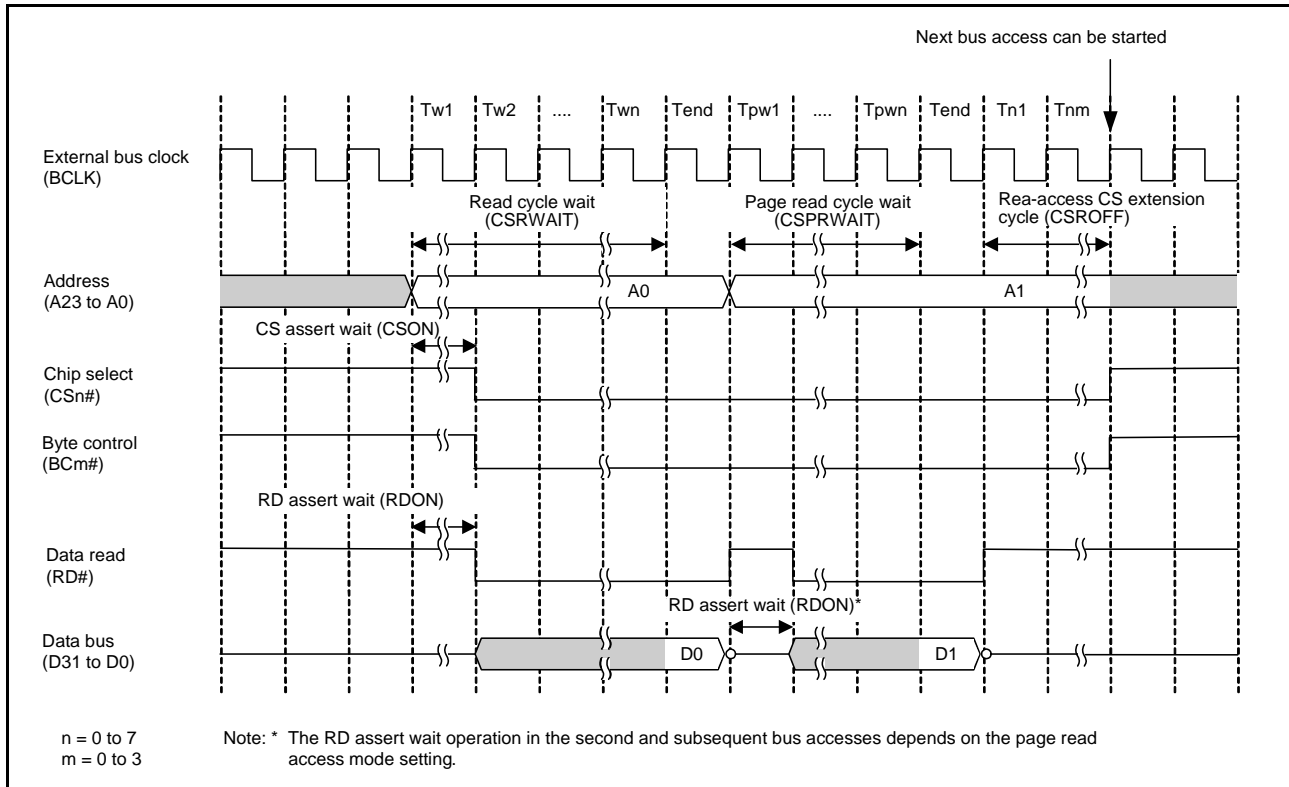 Next bus access can be started
Tw1 Tw2 .... Twn Tend Tpw1 .... Tpwn Tend Tn1 Tnm
External bus clock
(BCLK)
Read cycle wait
(CSRWAIT)
Page read cycle wait
(CSPRWAIT)
Rea-access CS extension
cycle (CSROFF)
Address
(A23 to A0)
A0
A1
CS assert wait (CSON)
Chip select
(CSn#)
Byte control
(BCm#)
RD assert wait (RDON)
Data read
(RD#)
RD assert wait (RDON)*
Data bus
(D31 to D0)
D0
D1
n = 0 to 7
m = 0 to 3
Note: * The RD assert wait operation in the second and subsequent bus accesses depends on the page read
access mode setting.